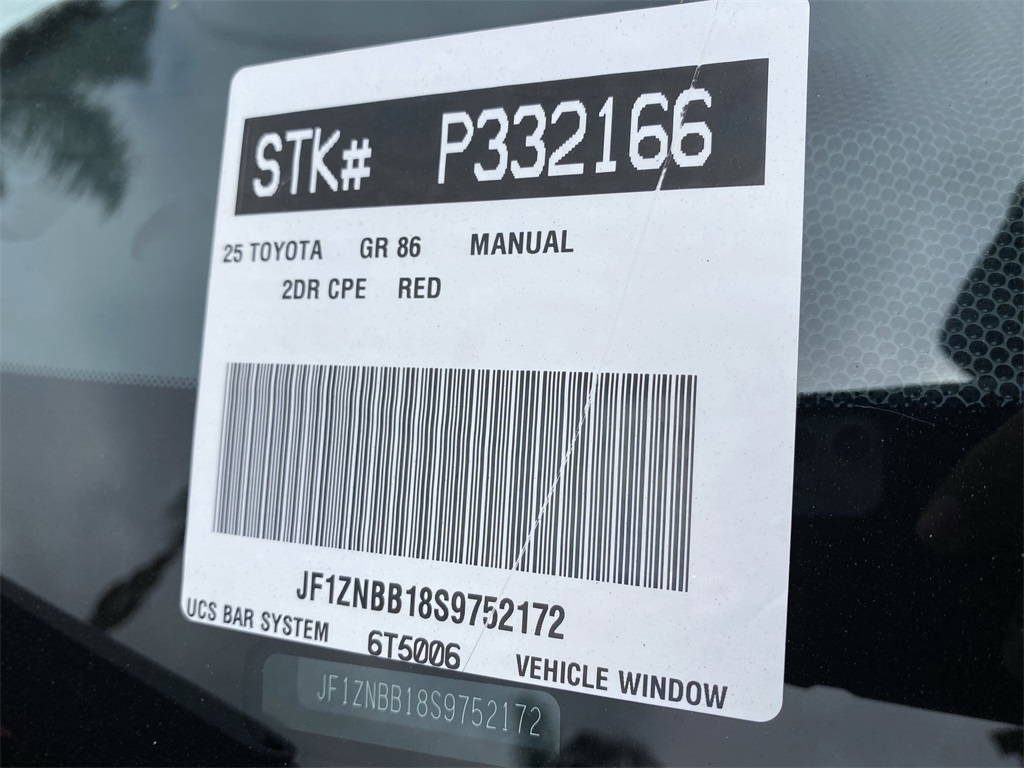 STK# P332166
25 TOYOTA GR 86 MANUAL
2DR CPE RED
JF1ZNBB18S9752172
UCS BAR SYSTEM 6T5006 VEHICLE WINDOW
JF1ZNBB18S9752172